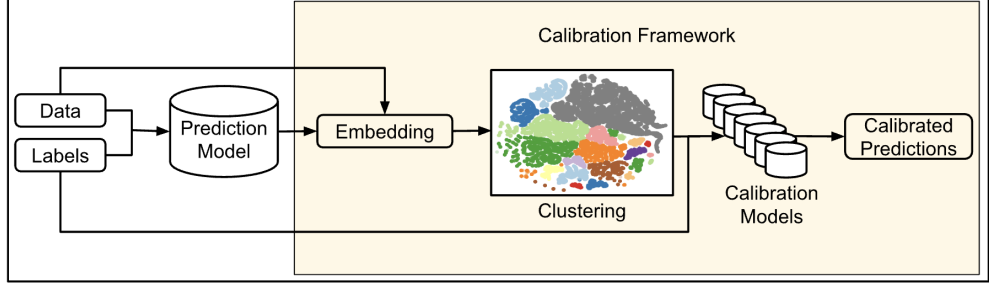 Calibration Framework
Data
Labels
Prediction
Model
Embedding
Clustering
Calibration
Models
Calibrated
Predictions